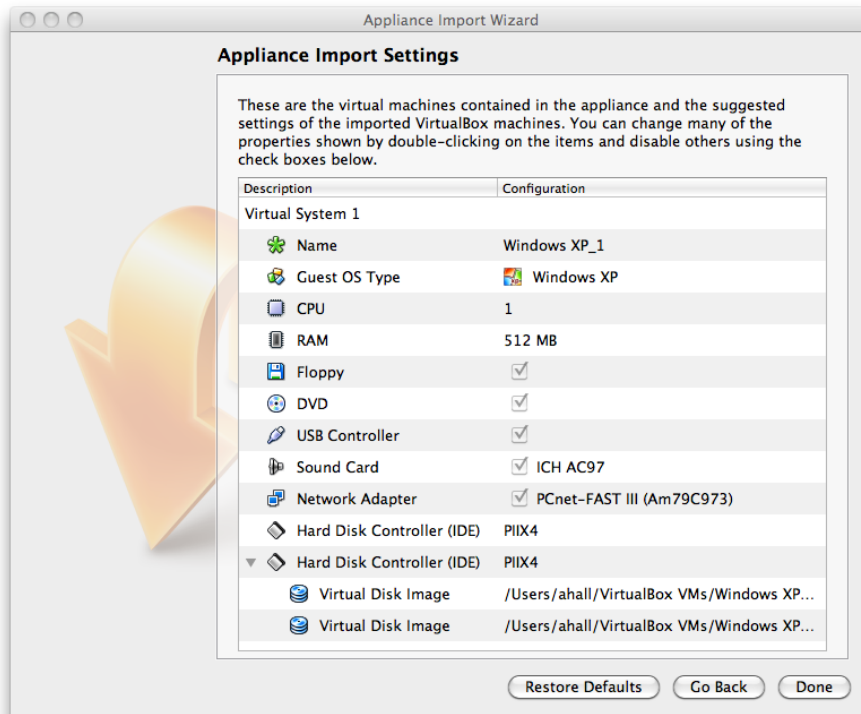 Appliance Import Wizard
Appliance Import Settings
These are the virtual machines contained in the appliance and the suggested
settings of the imported VirtualBox machines. You can change many of the
properties shown by double-clicking on the items and disable others using the
check boxes below.
Description Configuration
Virtual System 1
Name Windows XP_1
Guest OS Type Windows XP
CPU 1
RAM 512 MB
Floppy
DVD
USB Controller
Sound Card ICH AC97
Network Adapter PCnet-FAST III (Am79C973)
Hard Disk Controller (IDE) PIIX4
Hard Disk Controller (IDE) PIIX4
Virtual Disk Image /Users/ahall/VirtualBox VMs/Windows XP...
Virtual Disk Image /Users/ahall/VirtualBox VMs/Windows XP...
Restore Defaults Go Back Done